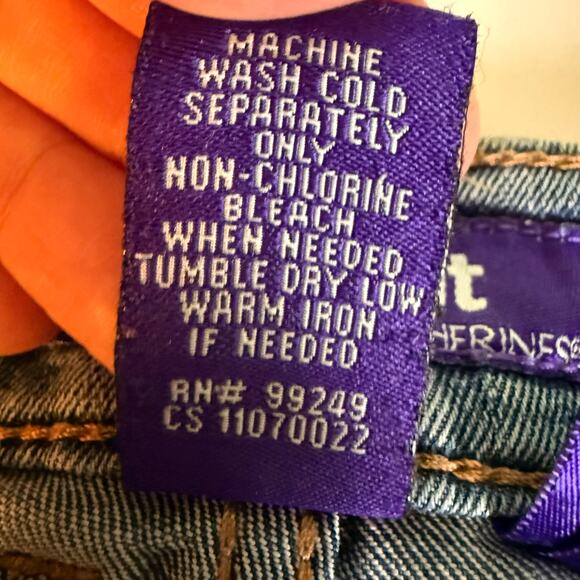 MACHINE
WASH COLD
SEPARATELY
ONLY
NON-CHLORINE
BLEACH
WHEN NEEDED
TUMBLE DRY LOW
WARM IRON
IF NEEDED
RN# 99249
CS 11070022
t
HERINES®